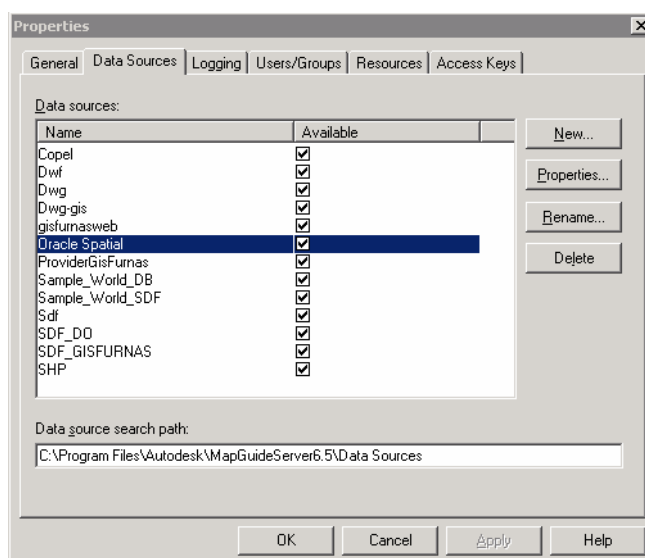 Properties
General Data Sources Logging Users/Groups Resources Access Keys
Data sources:
Name Available
New...
Copel
Dwf
Properties...
Dwg
Dwg-gis
gisfurnasweb
Rename...
Oracle Spatial
ProviderGisFurnas
Delete
Sample_World_DB
Sample_World_SDF
Sdf
SDF_DO
SDF_GISFURNAS
SHP
Data source search path:
C:\Program Files\Autodesk\MapGuideServer6.5\Data Sources
OK Cancel Apply Help